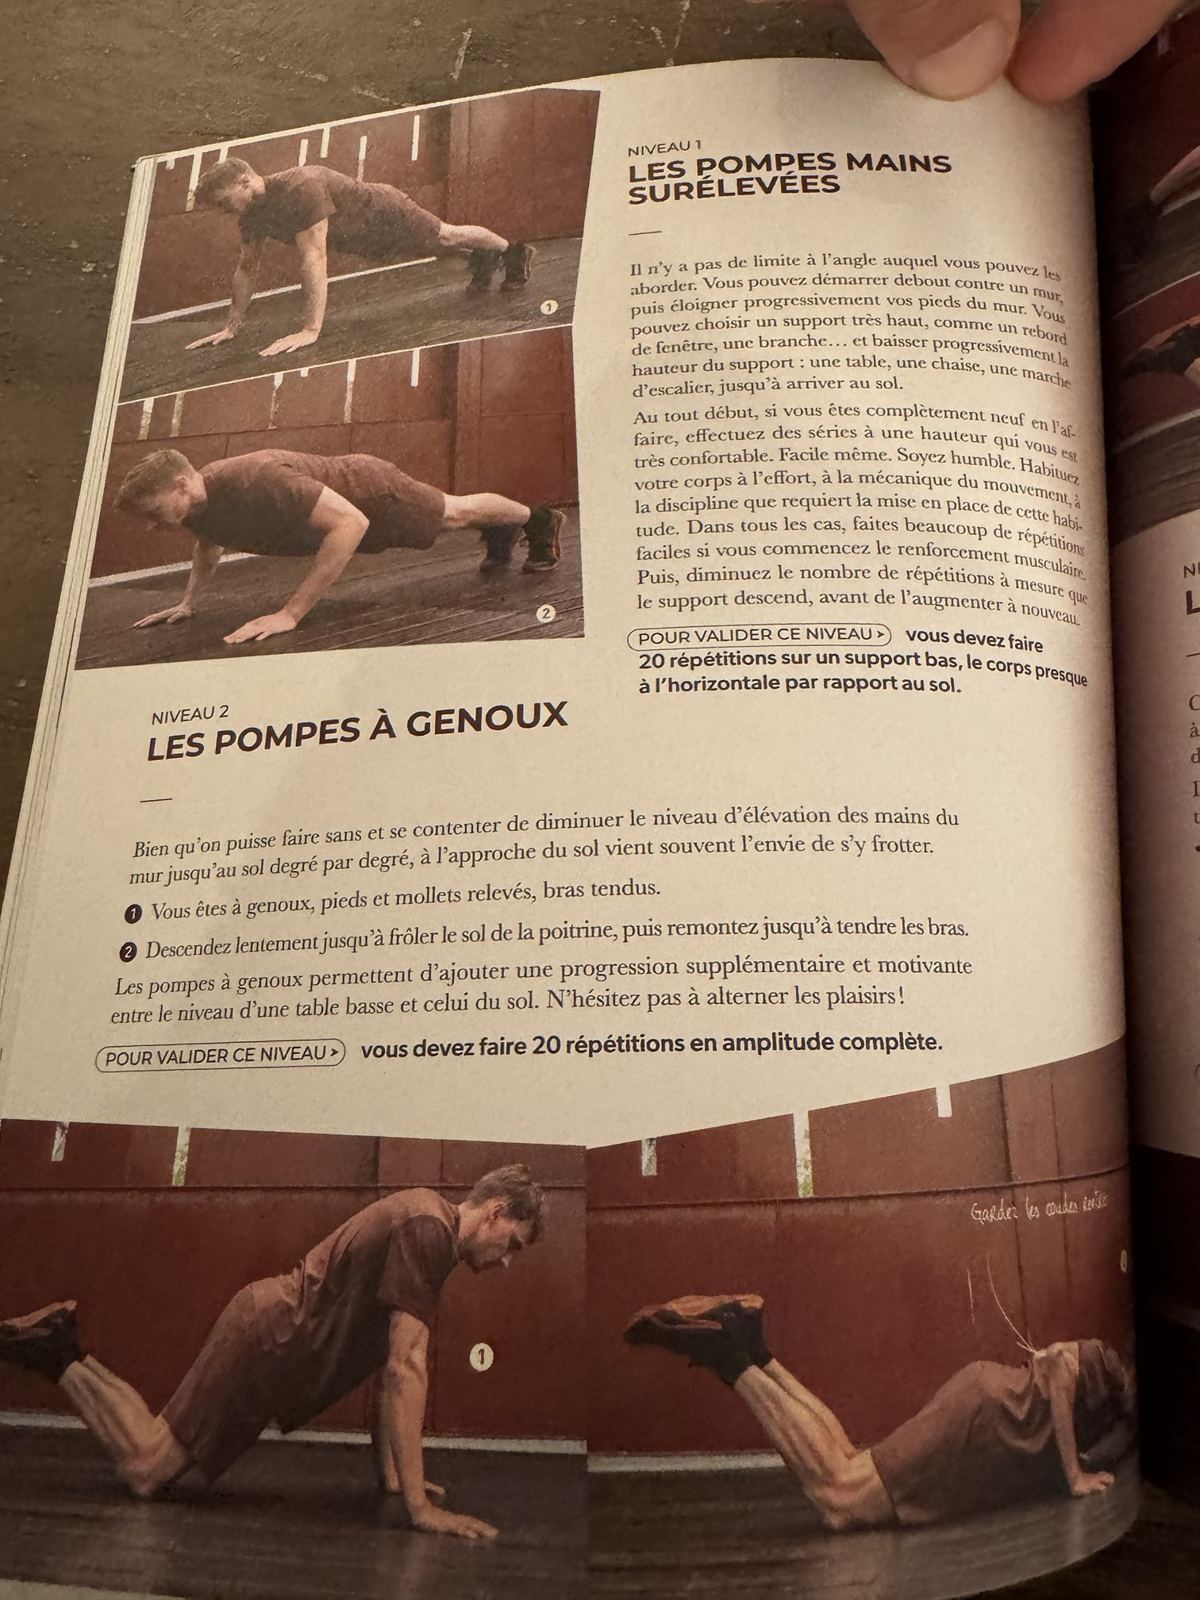 NIVEAU 1
LES POMPES MAINS
SURÉLEVÉES
Il n'y a pas de limite à l'angle auquel vous pouvez les
aborder. Vous pouvez démarrer debout contre un mur,
puis éloigner progressivement vos pieds du mur. Vous
pouvez choisir un support très haut, comme un rebord
de fenêtre, une branche… et baisser progressivement la
hauteur du support : une table, une chaise, une marche
d'escalier, jusqu'à arriver au sol.
Au tout début, si vous êtes complètement neuf en l'af-
faire, effectuez des séries à une hauteur qui vous est
très confortable. Facile même. Soyez humble. Habituez
votre corps à l'effort, à la mécanique du mouvement, à
la discipline que requiert la mise en place de cette habi-
tude. Dans tous les cas, faites beaucoup de répétitions
faciles si vous commencez le renforcement musculaire.
Puis, diminuez le nombre de répétitions à mesure que
le support descend, avant de l'augmenter à nouveau.
POUR VALIDER CE NIVEAU > vous devez faire
20 répétitions sur un support bas, le corps presque
à l'horizontale par rapport au sol.
1
2
NIVEAU 2
LES POMPES À GENOUX
Bien qu'on puisse faire sans et se contenter de diminuer le niveau d'élévation des mains du
mur jusqu'au sol degré par degré, à l'approche du sol vient souvent l'envie de s'y frotter.
1 Vous êtes à genoux, pieds et mollets relevés, bras tendus.
2 Descendez lentement jusqu'à frôler le sol de la poitrine, puis remontez jusqu'à tendre les bras.
Les pompes à genoux permettent d'ajouter une progression supplémentaire et motivante
entre le niveau d'une table basse et celui du sol. N'hésitez pas à alterner les plaisirs !
POUR VALIDER CE NIVEAU > vous devez faire 20 répétitions en amplitude complète.
1
Garder les coudes